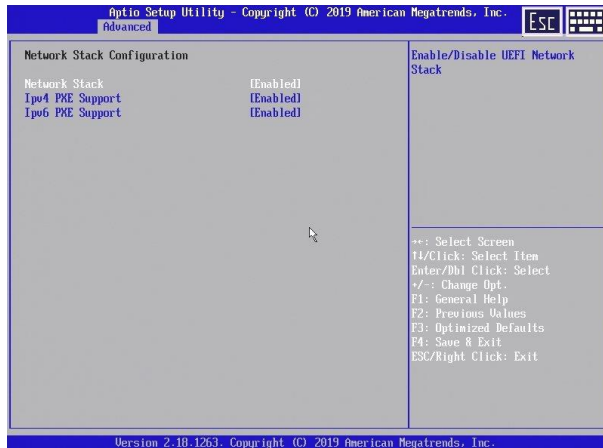 Aptio Setup Utility - Copyright (C) 2019 American Megatrends, Inc.
Advanced
Esc
Network Stack Configuration
Network Stack [Enabled]
Ipv4 PXE Support [Enabled]
Ipv6 PXE Support [Enabled]
Enable/Disable UEFI Network
Stack
→←: Select Screen
↑↓/Click: Select Item
Enter/Dbl Click: Select
+/-: Change Opt.
F1: General Help
F2: Previous Values
F3: Optimized Defaults
F4: Save & Exit
ESC/Right Click: Exit
Version 2.18.1263. Copyright (C) 2019 American Megatrends, Inc.